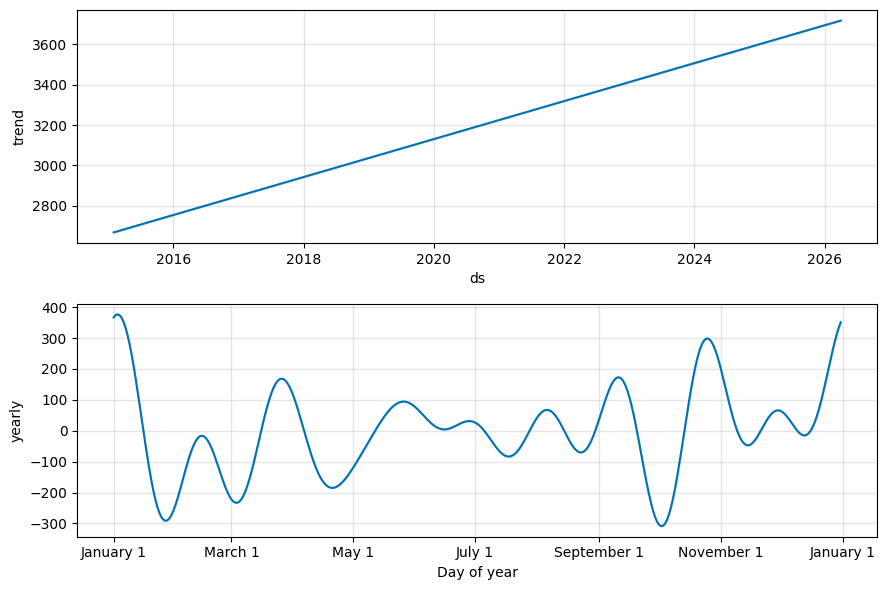 3600
3400
3200
3000
2800
trend
2016 2018 2020 2022 2024 2026
ds
400
300
200
100
0
−100
−200
−300
yearly
January 1 March 1 May 1 July 1 September 1 November 1 January 1
Day of year